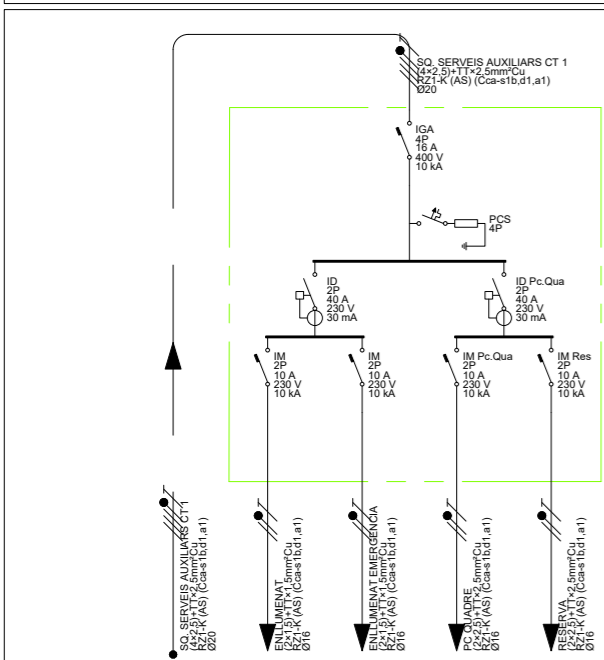 SQ. SERVEIS AUXILIARS CT 1
(4×2,5)+TT×2,5mm²Cu
RZ1-K (AS) (Cca-s1b,d1,a1)
Ø20
IGA
4P
16 A
400 V
10 kA
PCS
4P
ID
2P
40 A
230 V
30 mA
ID Pc.Qua
2P
40 A
230 V
30 mA
IM
2P
10 A
230 V
10 kA
IM
2P
10 A
230 V
10 kA
IM Pc.Qua
2P
10 A
230 V
10 kA
IM Res
2P
10 A
230 V
10 kA
SQ. SERVEIS AUXILIARS CT 1
(4×2,5)+TT×2,5mm²Cu
RZ1-K (AS) (Cca-s1b,d1,a1)
Ø20
ENLLUMENAT
(2×1,5)+TT×1,5mm²Cu
RZ1-K (AS) (Cca-s1b,d1,a1)
Ø16
ENLLUMENAT EMERGENCIA
(2×1,5)+TT×1,5mm²Cu
RZ1-K (AS) (Cca-s1b,d1,a1)
Ø16
PC QUADRE
(2×2,5)+TT×2,5mm²Cu
RZ1-K (AS) (Cca-s1b,d1,a1)
Ø16
RESERVA
(2×2,5)+TT×2,5mm²Cu
RZ1-K (AS) (Cca-s1b,d1,a1)
Ø16